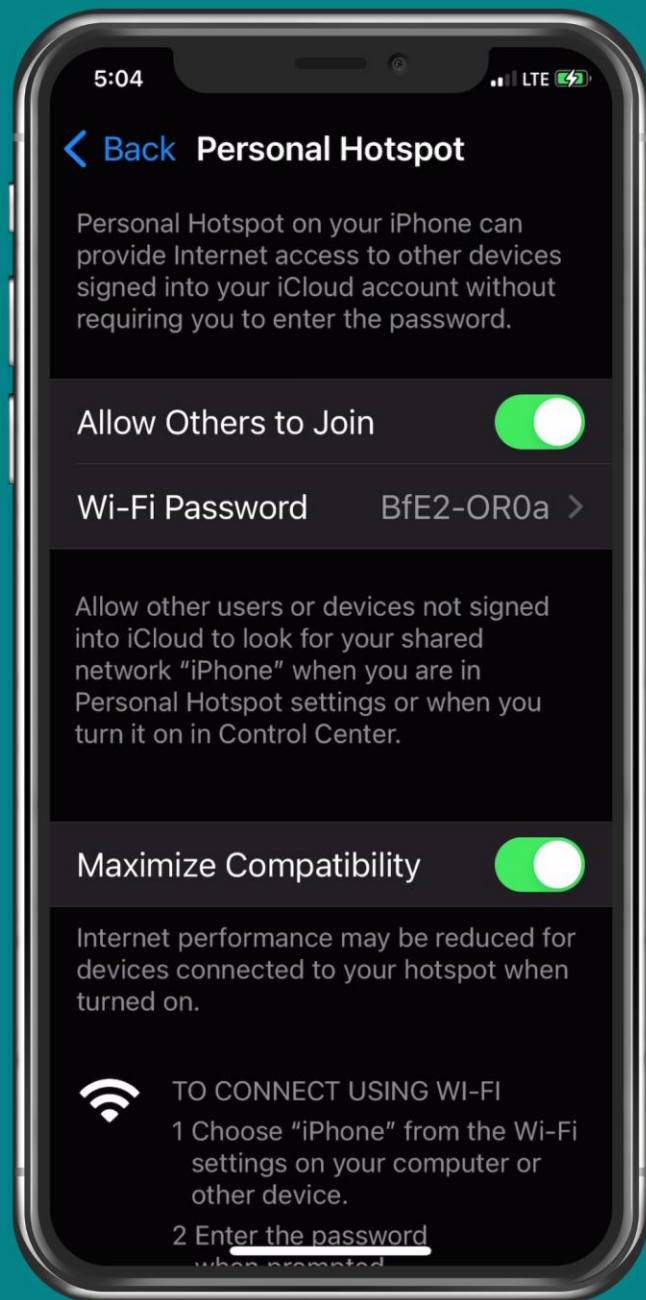 5:04 LTE
Back Personal Hotspot
Personal Hotspot on your iPhone can
provide Internet access to other devices
signed into your iCloud account without
requiring you to enter the password.
Allow Others to Join
Wi-Fi Password BfE2-OR0a
Allow other users or devices not signed
into iCloud to look for your shared
network “iPhone” when you are in
Personal Hotspot settings or when you
turn it on in Control Center.
Maximize Compatibility
Internet performance may be reduced for
devices connected to your hotspot when
turned on.
TO CONNECT USING WI-FI
1 Choose “iPhone” from the Wi-Fi
settings on your computer or
other device.
2 Enter the password
when prompted